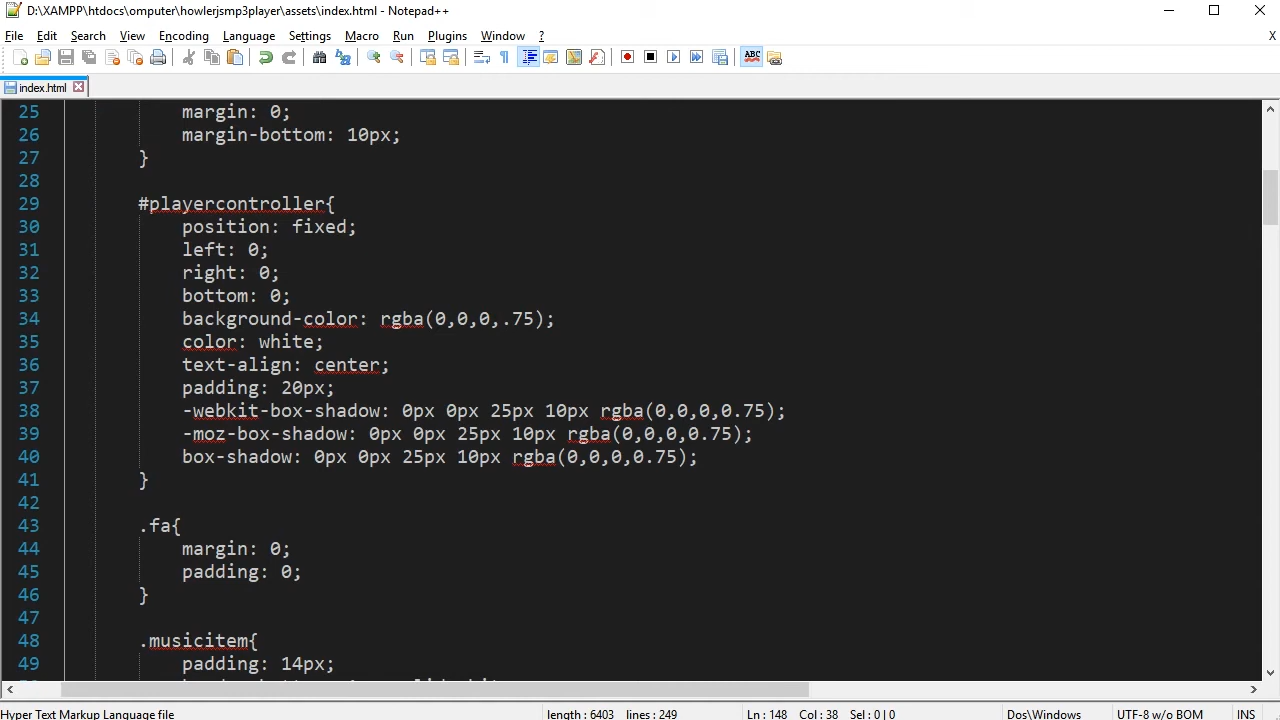 D:\XAMPP\htdocs\omputer\howlerjsmp3player\assets\index.html - Notepad++
File Edit Search View Encoding Language Settings Macro Run Plugins Window ? X
ABC
index.html
25 margin: 0;
26 margin-bottom: 10px;
27 }
28
29 #playercontroller{
30 position: fixed;
31 left: 0;
32 right: 0;
33 bottom: 0;
34 background-color: rgba(0,0,0,.75);
35 color: white;
36 text-align: center;
37 padding: 20px;
38 -webkit-box-shadow: 0px 0px 25px 10px rgba(0,0,0,0.75);
39 -moz-box-shadow: 0px 0px 25px 10px rgba(0,0,0,0.75);
40 box-shadow: 0px 0px 25px 10px rgba(0,0,0,0.75);
41 }
42
43 .fa{
44 margin: 0;
45 padding: 0;
46 }
47
48 .musicitem{
49 padding: 14px;
Hyper Text Markup Language file length : 6403 lines : 249 Ln : 148 Col : 38 Sel : 0 | 0 Dos\Windows UTF-8 w/o BOM INS